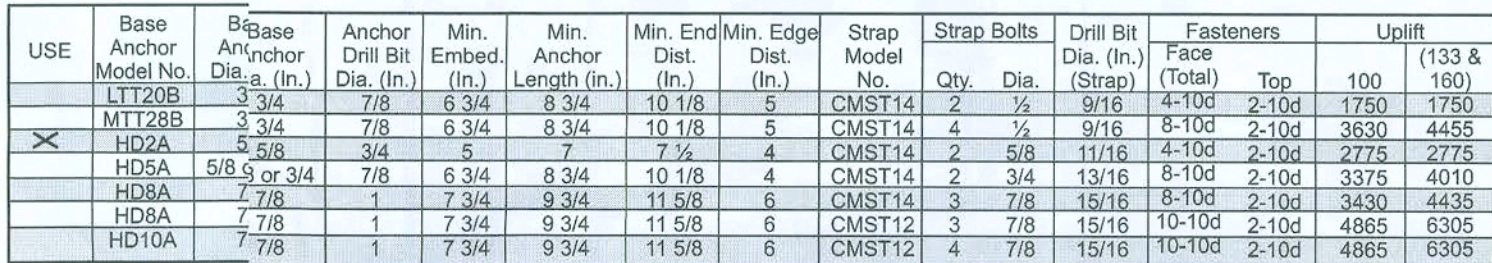 USE Base Anchor Model No. Base Anchor Dia. (In.) Anchor Drill Bit Dia. (In.) Min. Embed. (In.) Min. Anchor Length (in.) Min. End Dist. (In.) Min. Edge Dist. (In.) Strap Model No. Strap Bolts Qty. Dia. Drill Bit Dia. (In.) (Strap) Fasteners Face (Total) Top Uplift 100 (133 & 160)
LTT20B 3 3/4 7/8 6 3/4 8 3/4 10 1/8 5 CMST14 2 ½ 9/16 4-10d 2-10d 1750 1750
MTT28B 3 3/4 7/8 6 3/4 8 3/4 10 1/8 5 CMST14 4 ½ 9/16 8-10d 2-10d 3630 4455
X HD2A 5 5/8 3/4 5 7 7 ½ 4 CMST14 2 5/8 11/16 4-10d 2-10d 2775 2775
HD5A 5/8 or 3/4 7/8 6 3/4 8 3/4 10 1/8 4 CMST14 2 3/4 13/16 8-10d 2-10d 3375 4010
HD8A 7 7/8 1 7 3/4 9 3/4 11 5/8 6 CMST14 3 7/8 15/16 8-10d 2-10d 3430 4435
HD8A 7 7/8 1 7 3/4 9 3/4 11 5/8 6 CMST12 3 7/8 15/16 10-10d 2-10d 4865 6305
HD10A 7 7/8 1 7 3/4 9 3/4 11 5/8 6 CMST12 4 7/8 15/16 10-10d 2-10d 4865 6305